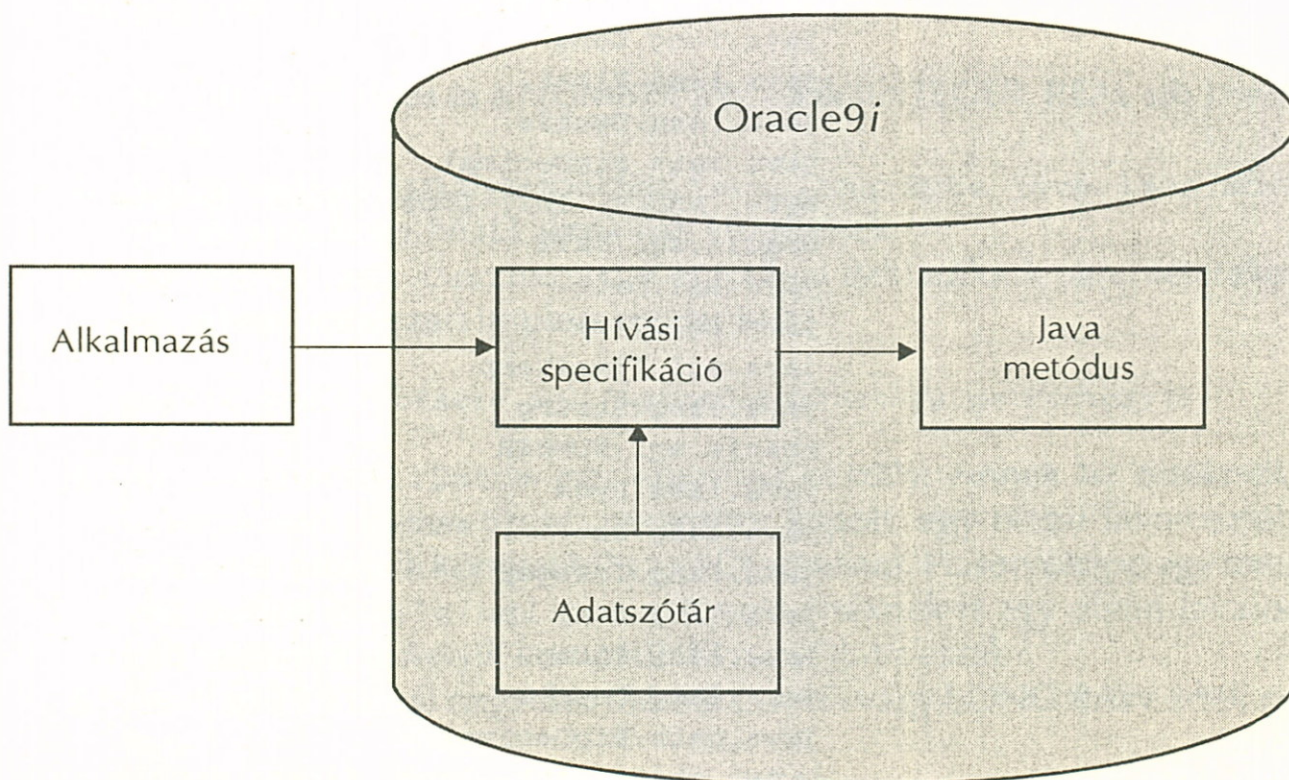 Oracle9i
Alkalmazás
Hívási
specifikáció
Java
metódus
Adatszótár